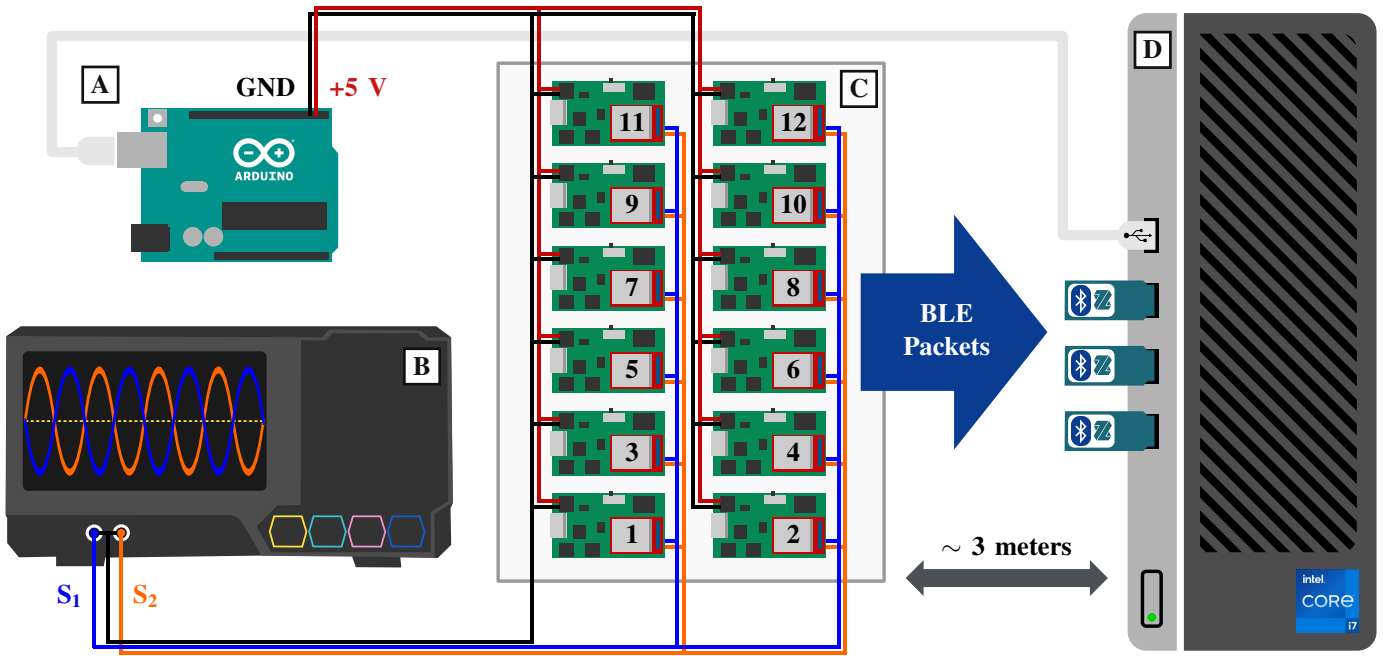 A
GND
+5 V
ARDUINO
B
S₁
S₂
C
11
12
9
10
7
8
5
6
3
4
1
2
BLE
Packets
~ 3 meters
D
intel.
CORE
i7